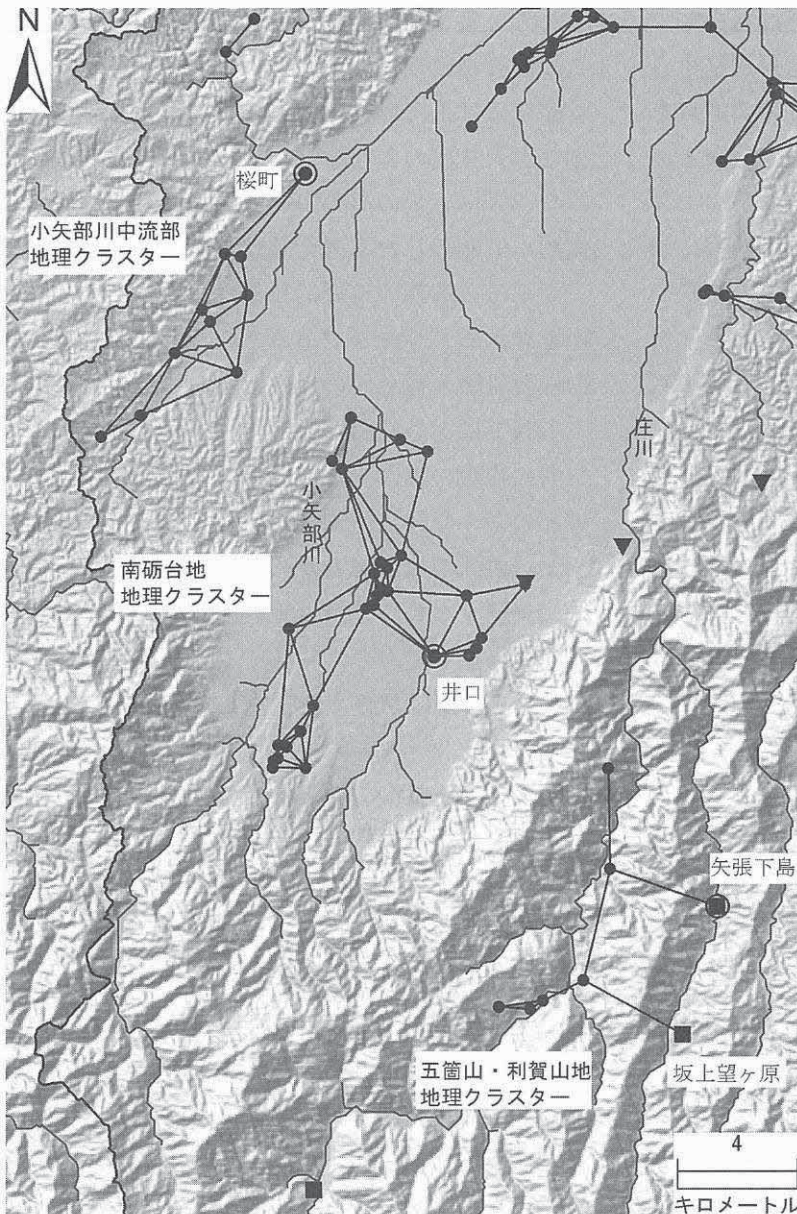 N
桜町
小矢部川中流部
地理クラスター
庄川
小矢部川
南砺台地
地理クラスター
井口
矢張下島
五箇山・利賀山地
地理クラスター
坂上望ヶ原
4
キロメートル